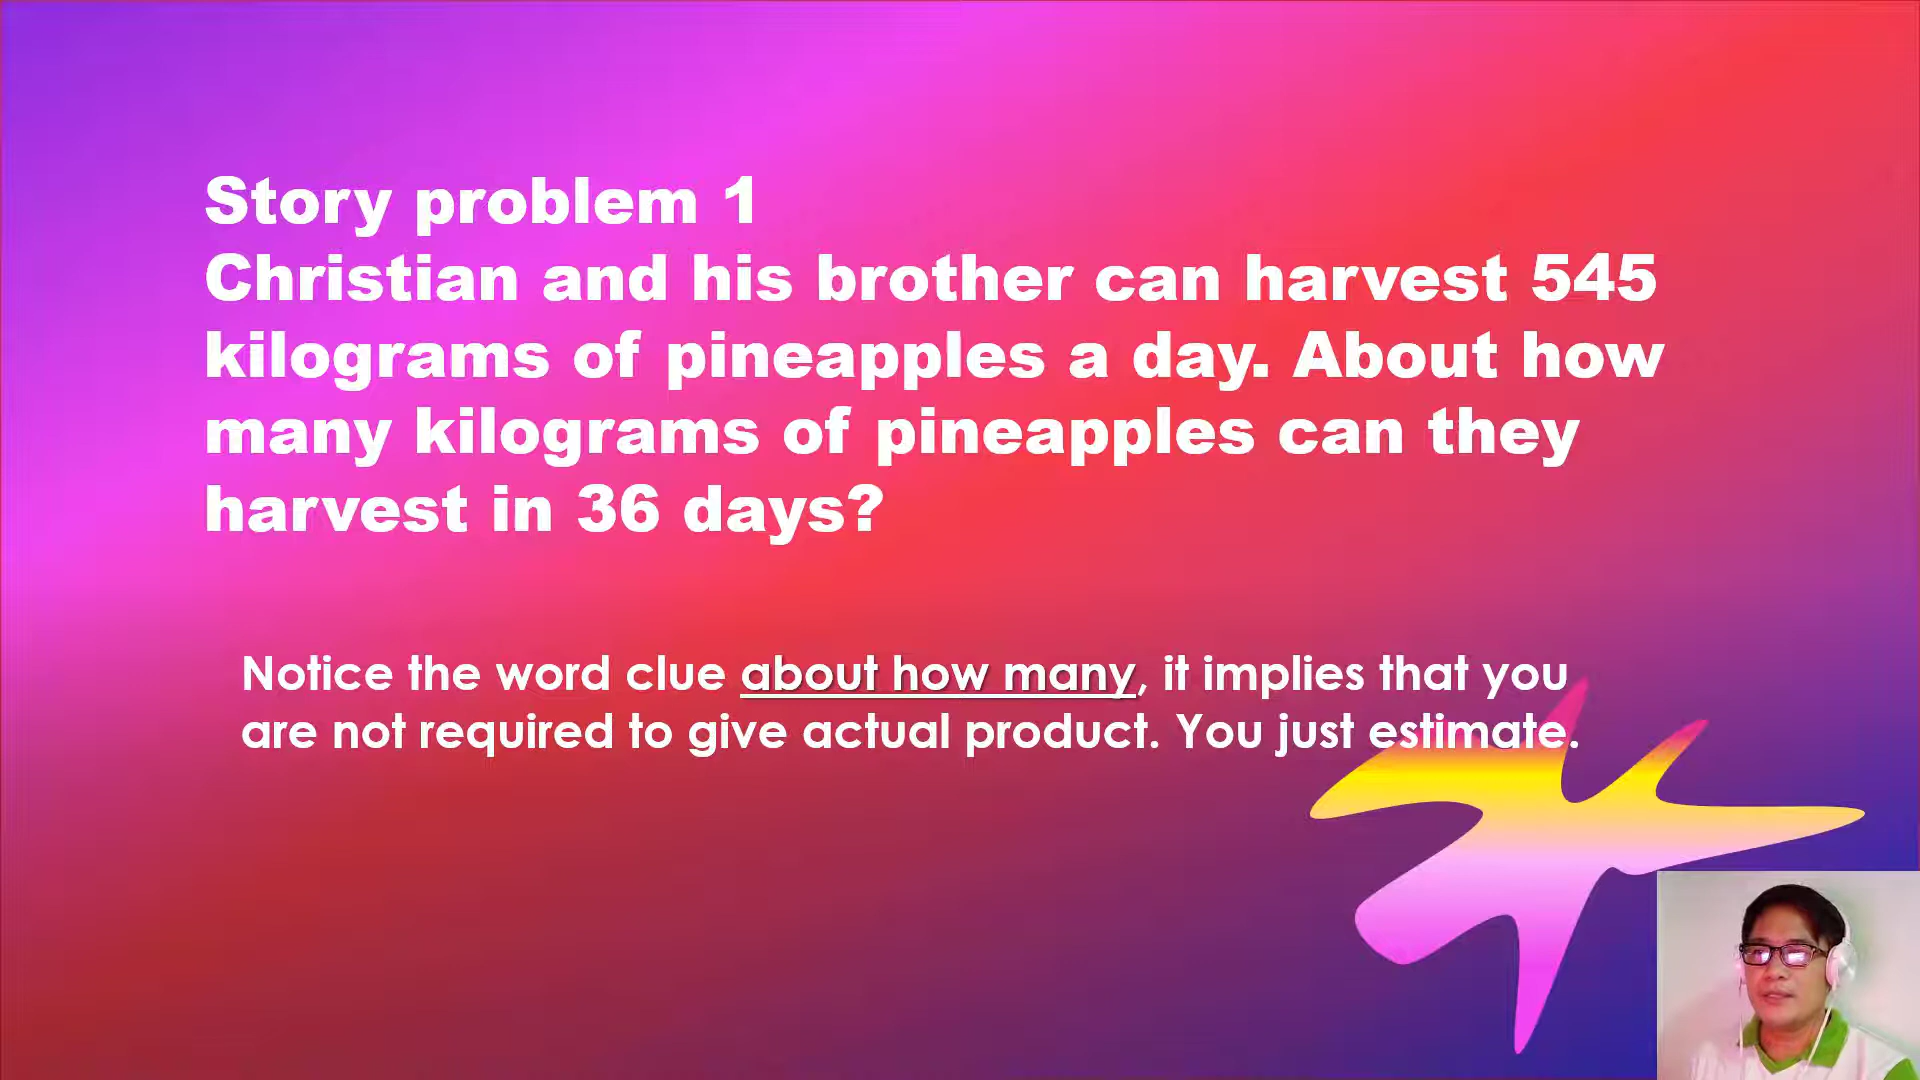 Story problem 1
Christian and his brother can harvest 545
kilograms of pineapples a day. About how
many kilograms of pineapples can they
harvest in 36 days?
Notice the word clue about how many, it implies that you
are not required to give actual product. You just estimate.